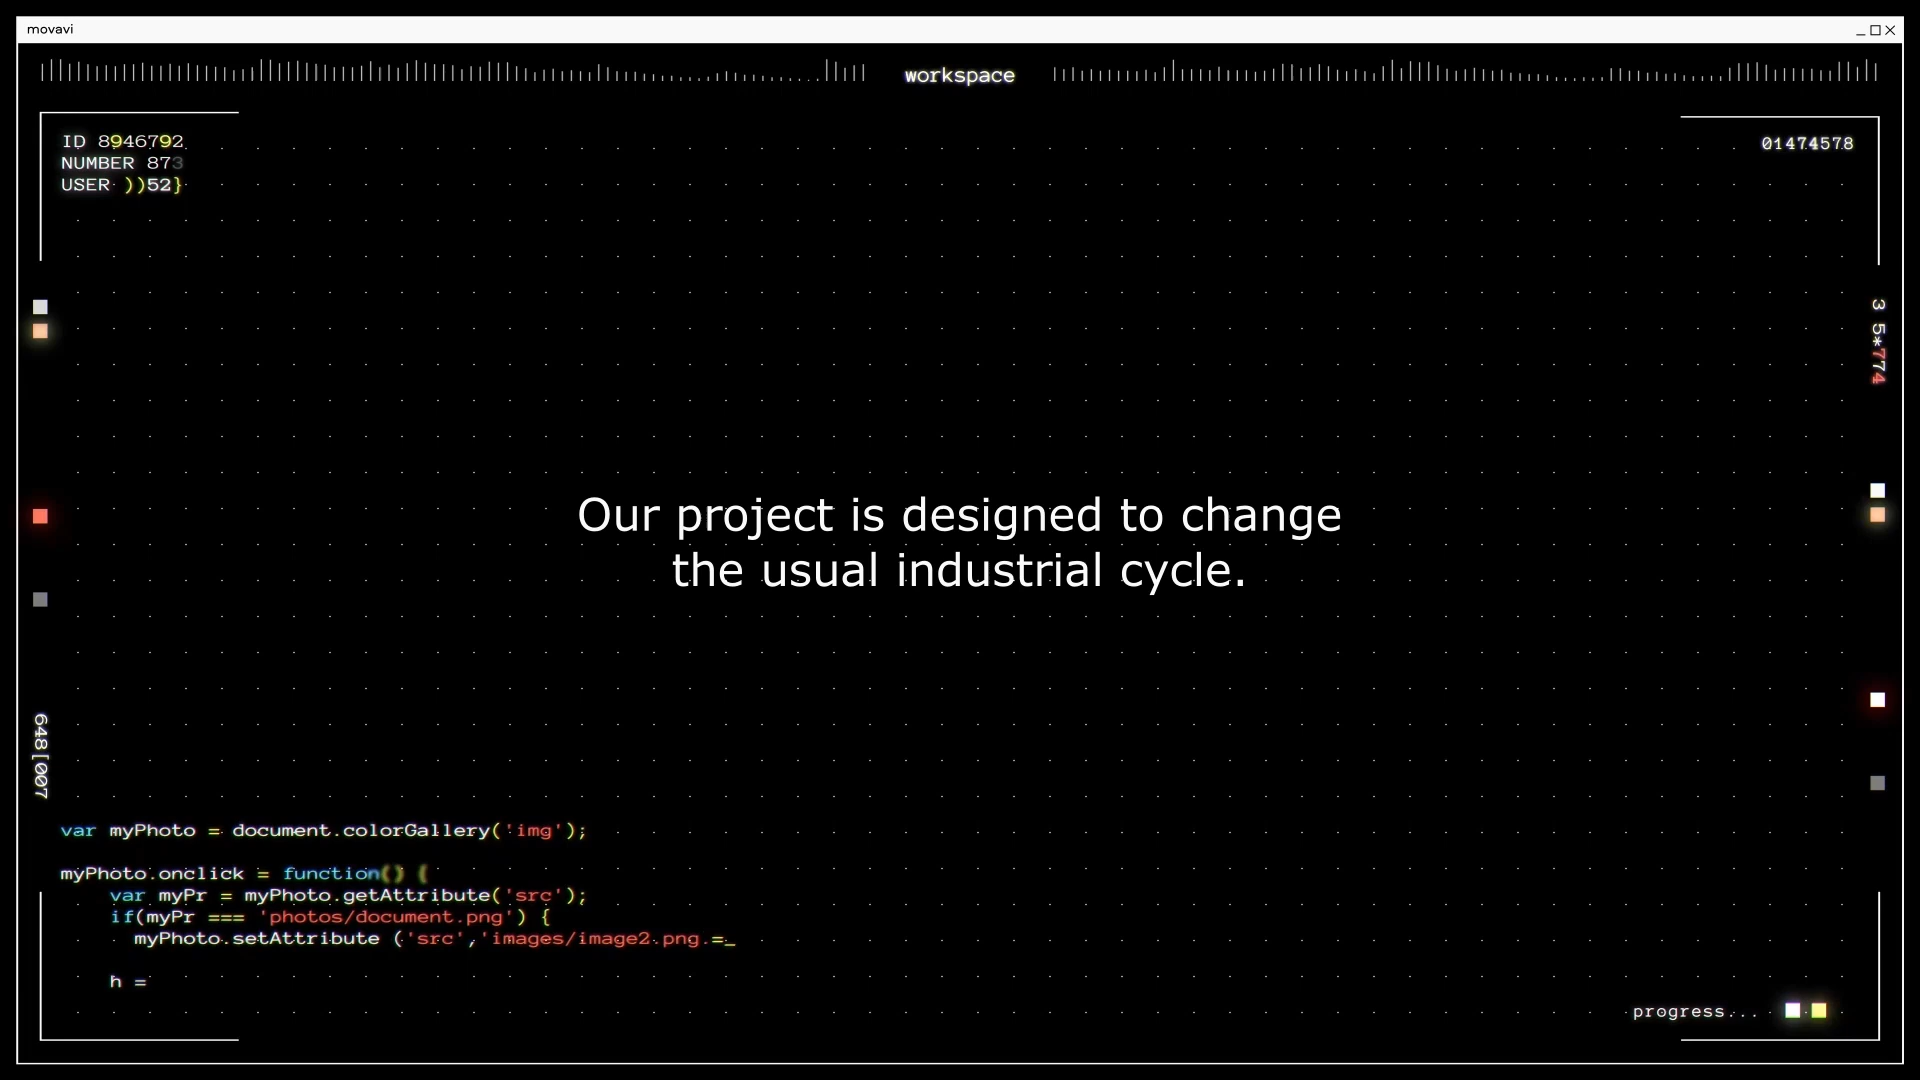 movavi
workspace
ID 8946792
NUMBER 873
USER ))52}
01474578
3 5*774
Our project is designed to change
the usual industrial cycle.
648[007
var myPhoto = document.colorGallery('img');
myPhoto.onclick = function() {
var myPr = myPhoto.getAttribute('src');
if(myPr === 'photos/document.png') {
myPhoto.setAttribute ('src','images/image2.png.=_
h =
progress...